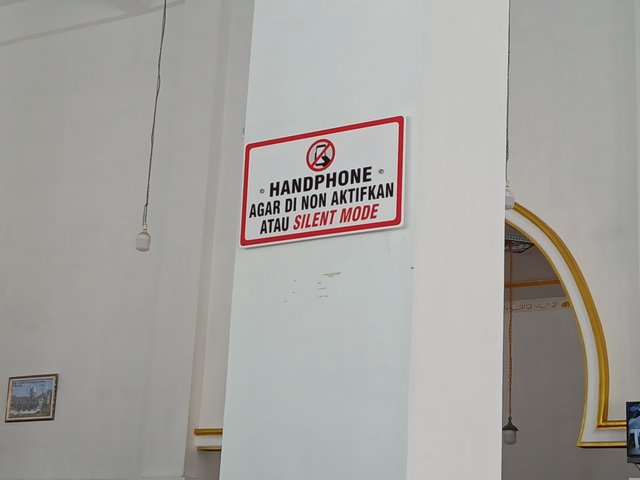 HANDPHONE
AGAR DI NON AKTIFKAN
ATAU SILENT MODE